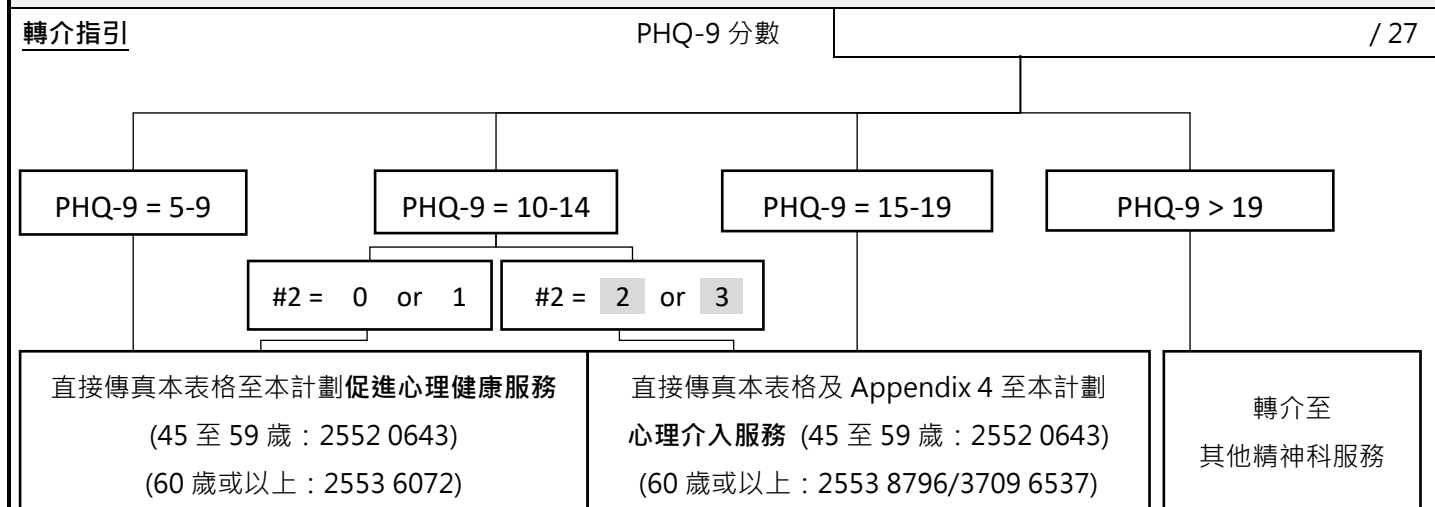 轉介指引 PHQ-9 分數 / 27
PHQ-9 = 5-9 PHQ-9 = 10-14 PHQ-9 = 15-19 PHQ-9 > 19
#2 = 0 or 1 #2 = 2 or 3
直接傳真本表格至本計劃促進心理健康服務
(45 至 59 歲：2552 0643)
(60 歲或以上：2553 6072)
直接傳真本表格及 Appendix 4 至本計劃
心理介入服務 (45 至 59 歲：2552 0643)
(60 歲或以上：2553 8796/3709 6537)
轉介至
其他精神科服務